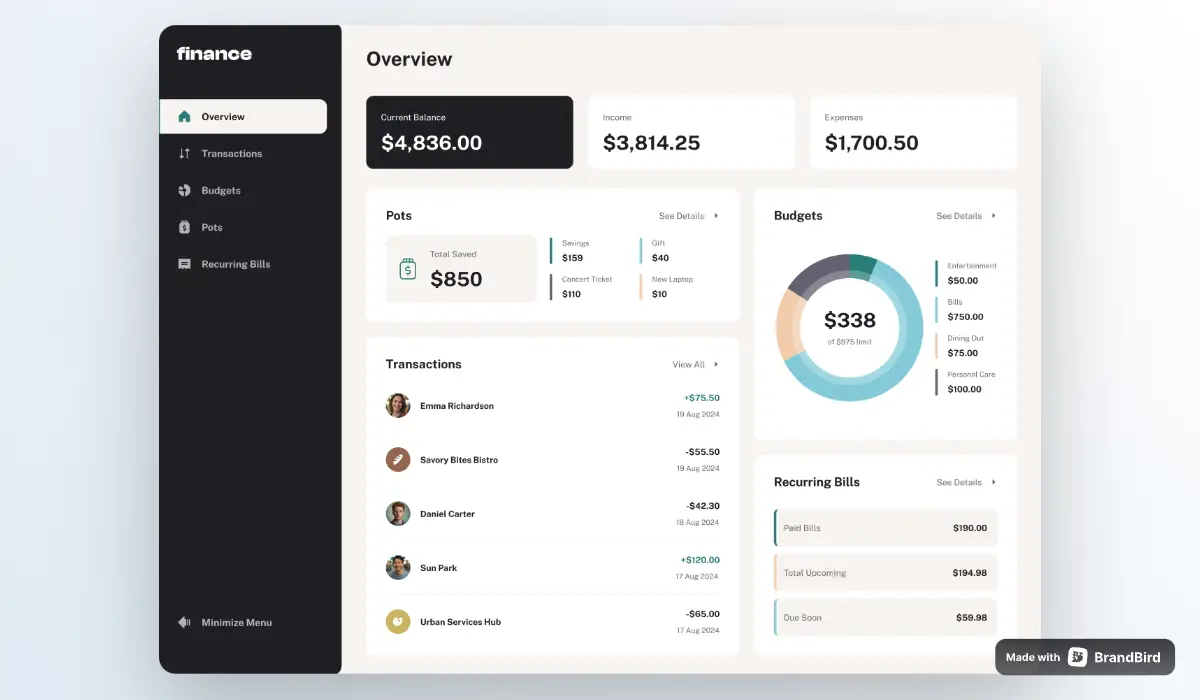 finance
Overview
Transactions
Budgets
Pots
Recurring Bills
Minimize Menu
Overview
Current Balance
$4,836.00
Income
$3,814.25
Expenses
$1,700.50
Pots
See Details
Total Saved
$850
Savings
$159
Gift
$40
Concert Ticket
$110
New Laptop
$10
Transactions
View All
Emma Richardson
+$75.50
19 Aug 2024
Savory Bites Bistro
-$55.50
19 Aug 2024
Daniel Carter
-$42.30
18 Aug 2024
Sun Park
+$120.00
17 Aug 2024
Urban Services Hub
-$65.00
17 Aug 2024
Budgets
See Details
$338
of $975 limit
Entertainment
$50.00
Bills
$750.00
Dining Out
$75.00
Personal Care
$100.00
Recurring Bills
See Details
Paid Bills
$190.00
Total Upcoming
$194.98
Due Soon
$59.98
Made with BrandBird